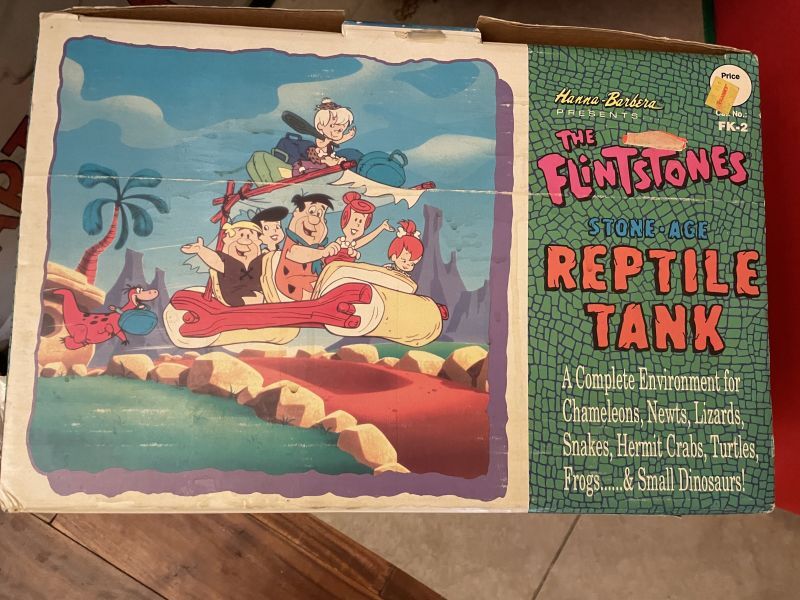 Price
Cat. No.:
FK-2
Hanna-Barbera
PRESENTS
THE
FLINTSTONES
STONE-AGE
REPTILE
TANK
A Complete Environment for
Chameleons, Newts, Lizards,
Snakes, Hermit Crabs, Turtles,
Frogs.....& Small Dinosaurs!